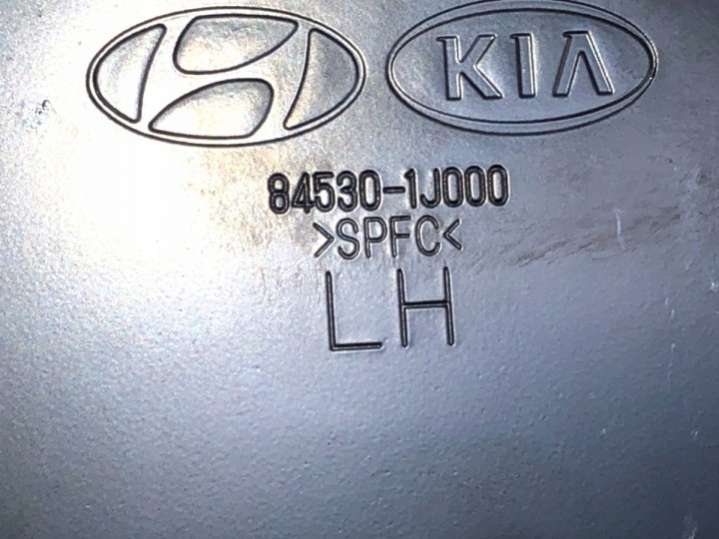 KIA
84530-1J000
>SPFC<
LH